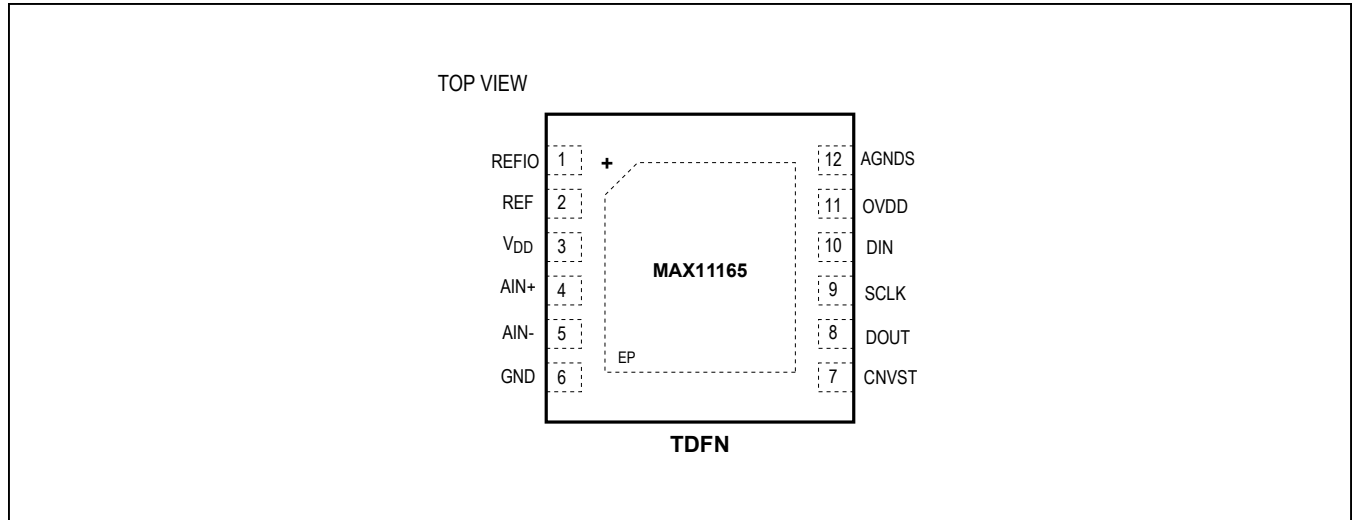 TOP VIEW
REFIO 1 + 12 AGNDS
REF 2 11 OVDD
VDD 3 10 DIN
MAX11165
AIN+ 4 9 SCLK
AIN- 5 8 DOUT
EP
GND 6 7 CNVST
TDFN